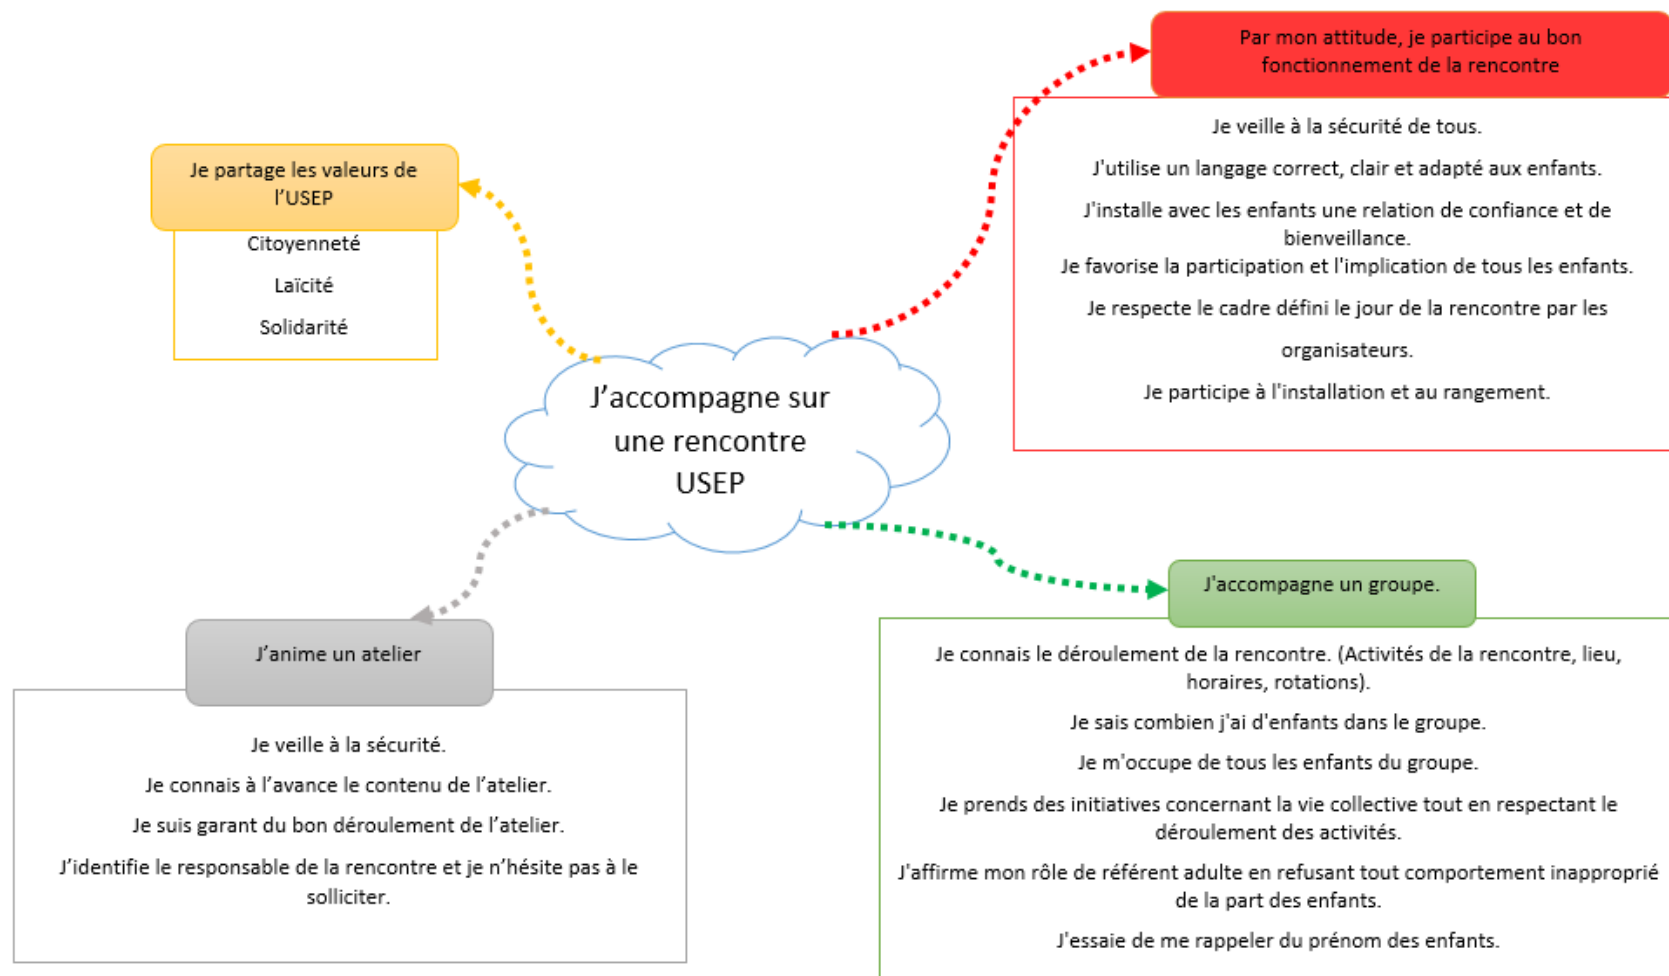 Par mon attitude, je participe au bon
fonctionnement de la rencontre
Je veille à la sécurité de tous.
J'utilise un langage correct, clair et adapté aux enfants.
J'installe avec les enfants une relation de confiance et de
bienveillance.
Je favorise la participation et l'implication de tous les enfants.
Je respecte le cadre défini le jour de la rencontre par les
organisateurs.
Je participe à l'installation et au rangement.
Je partage les valeurs de
l’USEP
Citoyenneté
Laïcité
Solidarité
J’accompagne sur
une rencontre
USEP
J’anime un atelier
Je veille à la sécurité.
Je connais à l’avance le contenu de l’atelier.
Je suis garant du bon déroulement de l’atelier.
J’identifie le responsable de la rencontre et je n’hésite pas à le
solliciter.
J'accompagne un groupe.
Je connais le déroulement de la rencontre. (Activités de la rencontre, lieu,
horaires, rotations).
Je sais combien j'ai d'enfants dans le groupe.
Je m'occupe de tous les enfants du groupe.
Je prends des initiatives concernant la vie collective tout en respectant le
déroulement des activités.
J'affirme mon rôle de référent adulte en refusant tout comportement inapproprié
de la part des enfants.
J'essaie de me rappeler du prénom des enfants.